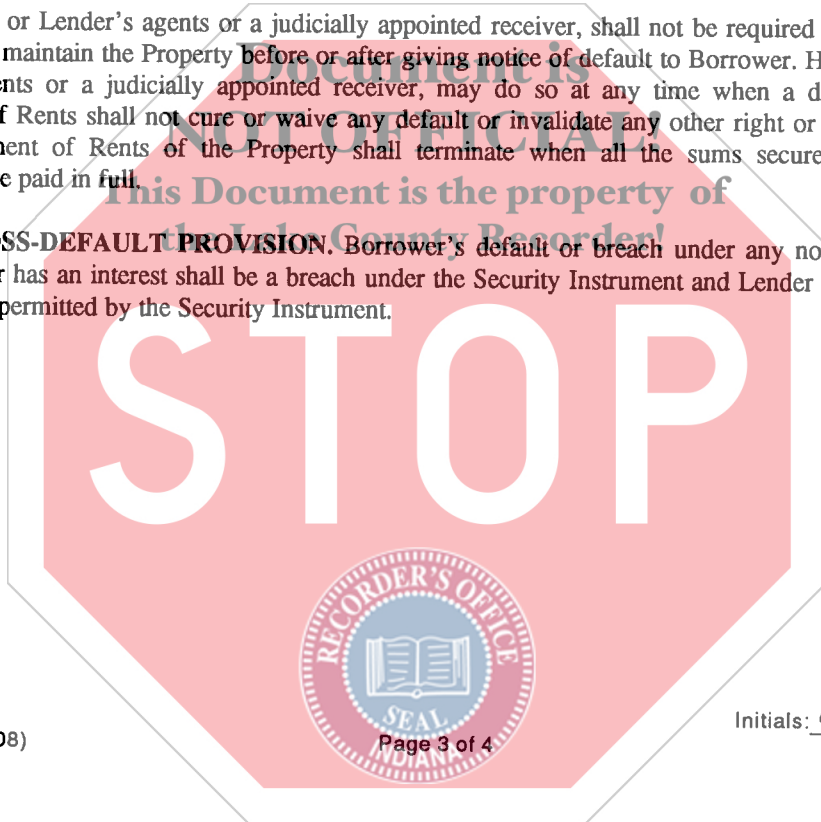 or Lender's agents or a judicially appointed receiver, shall not be required
maintain the Property before or after giving notice of default to Borrower. H
nts or a judicially appointed receiver, may do so at any time when a d
f Rents shall not cure or waive any default or invalidate any other right or
ent of Rents of the Property shall terminate when all the sums secure
e paid in full.
Document is
NOT OFFICIAL!
This Document is the property of
the Lake County Recorder!
SS-DEFAULT PROVISION. Borrower's default or breach under any no
r has an interest shall be a breach under the Security Instrument and Lender
permitted by the Security Instrument.
STOP
RECORDER'S OFFICE
SEAL
INDIANA
08)
Page 3 of 4
Initials: